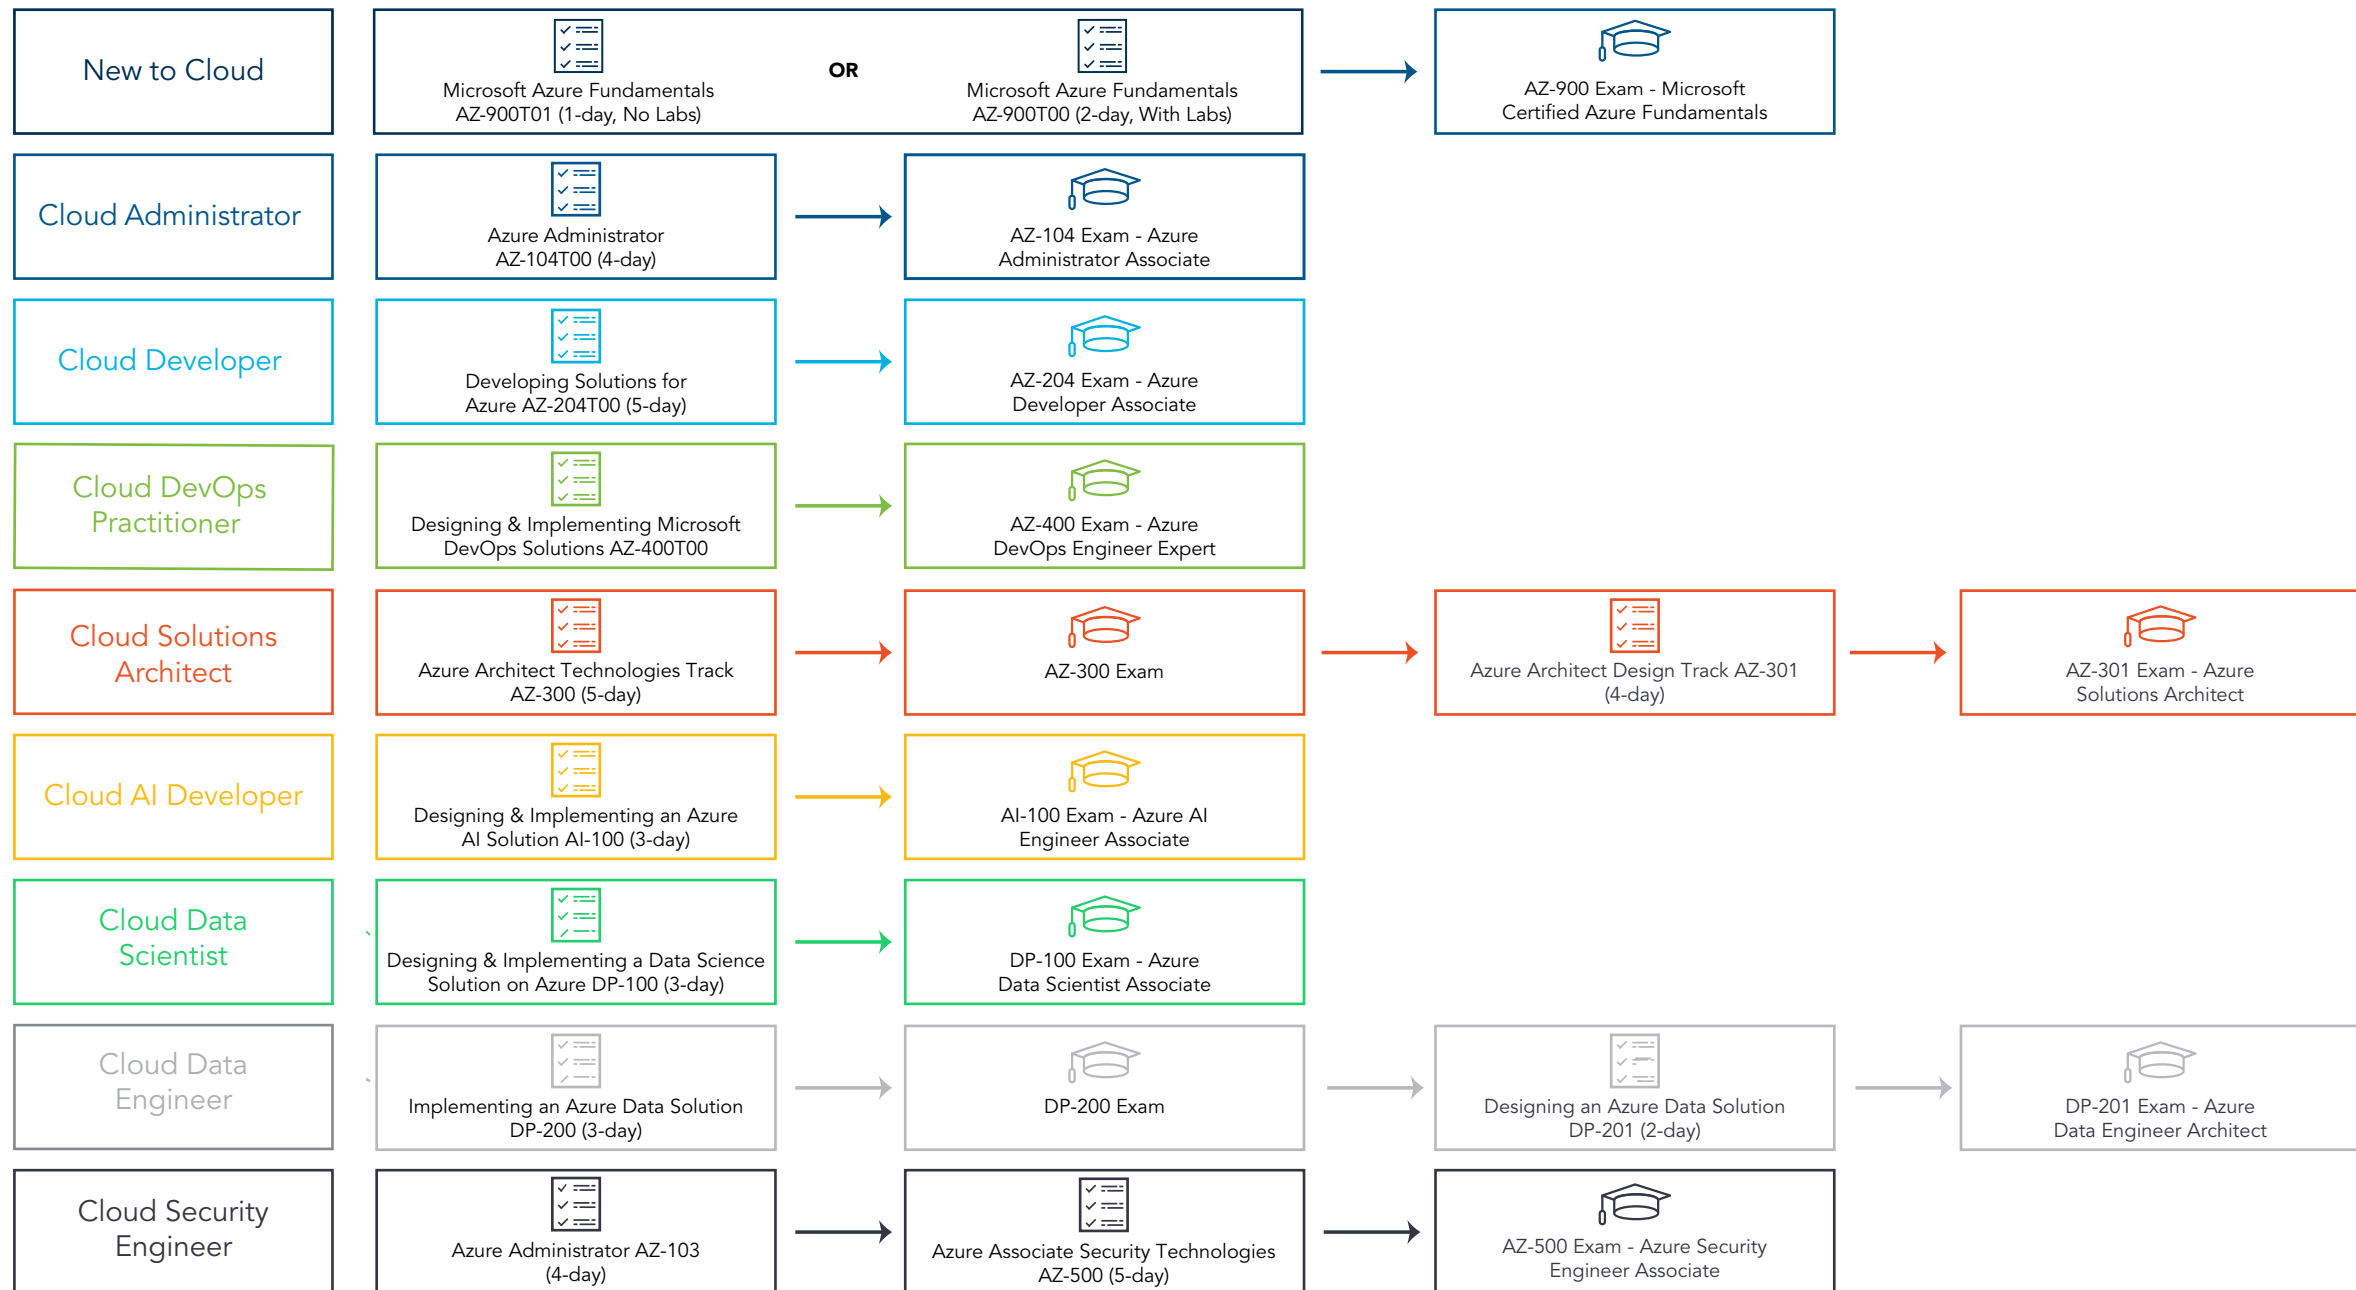 New to Cloud
Microsoft Azure Fundamentals
AZ-900T01 (1-day, No Labs)
OR
Microsoft Azure Fundamentals
AZ-900T00 (2-day, With Labs)
AZ-900 Exam - Microsoft
Certified Azure Fundamentals
Cloud Administrator
Azure Administrator
AZ-104T00 (4-day)
AZ-104 Exam - Azure
Administrator Associate
Cloud Developer
Developing Solutions for
Azure AZ-204T00 (5-day)
AZ-204 Exam - Azure
Developer Associate
Cloud DevOps
Practitioner
Designing & Implementing Microsoft
DevOps Solutions AZ-400T00
AZ-400 Exam - Azure
DevOps Engineer Expert
Cloud Solutions
Architect
Azure Architect Technologies Track
AZ-300 (5-day)
AZ-300 Exam
Azure Architect Design Track AZ-301
(4-day)
AZ-301 Exam - Azure
Solutions Architect
Cloud AI Developer
Designing & Implementing an Azure
AI Solution AI-100 (3-day)
AI-100 Exam - Azure AI
Engineer Associate
Cloud Data
Scientist
Designing & Implementing a Data Science
Solution on Azure DP-100 (3-day)
DP-100 Exam - Azure
Data Scientist Associate
Cloud Data
Engineer
Implementing an Azure Data Solution
DP-200 (3-day)
DP-200 Exam
Designing an Azure Data Solution
DP-201 (2-day)
DP-201 Exam - Azure
Data Engineer Architect
Cloud Security
Engineer
Azure Administrator AZ-103
(4-day)
Azure Associate Security Technologies
AZ-500 (5-day)
AZ-500 Exam - Azure Security
Engineer Associate